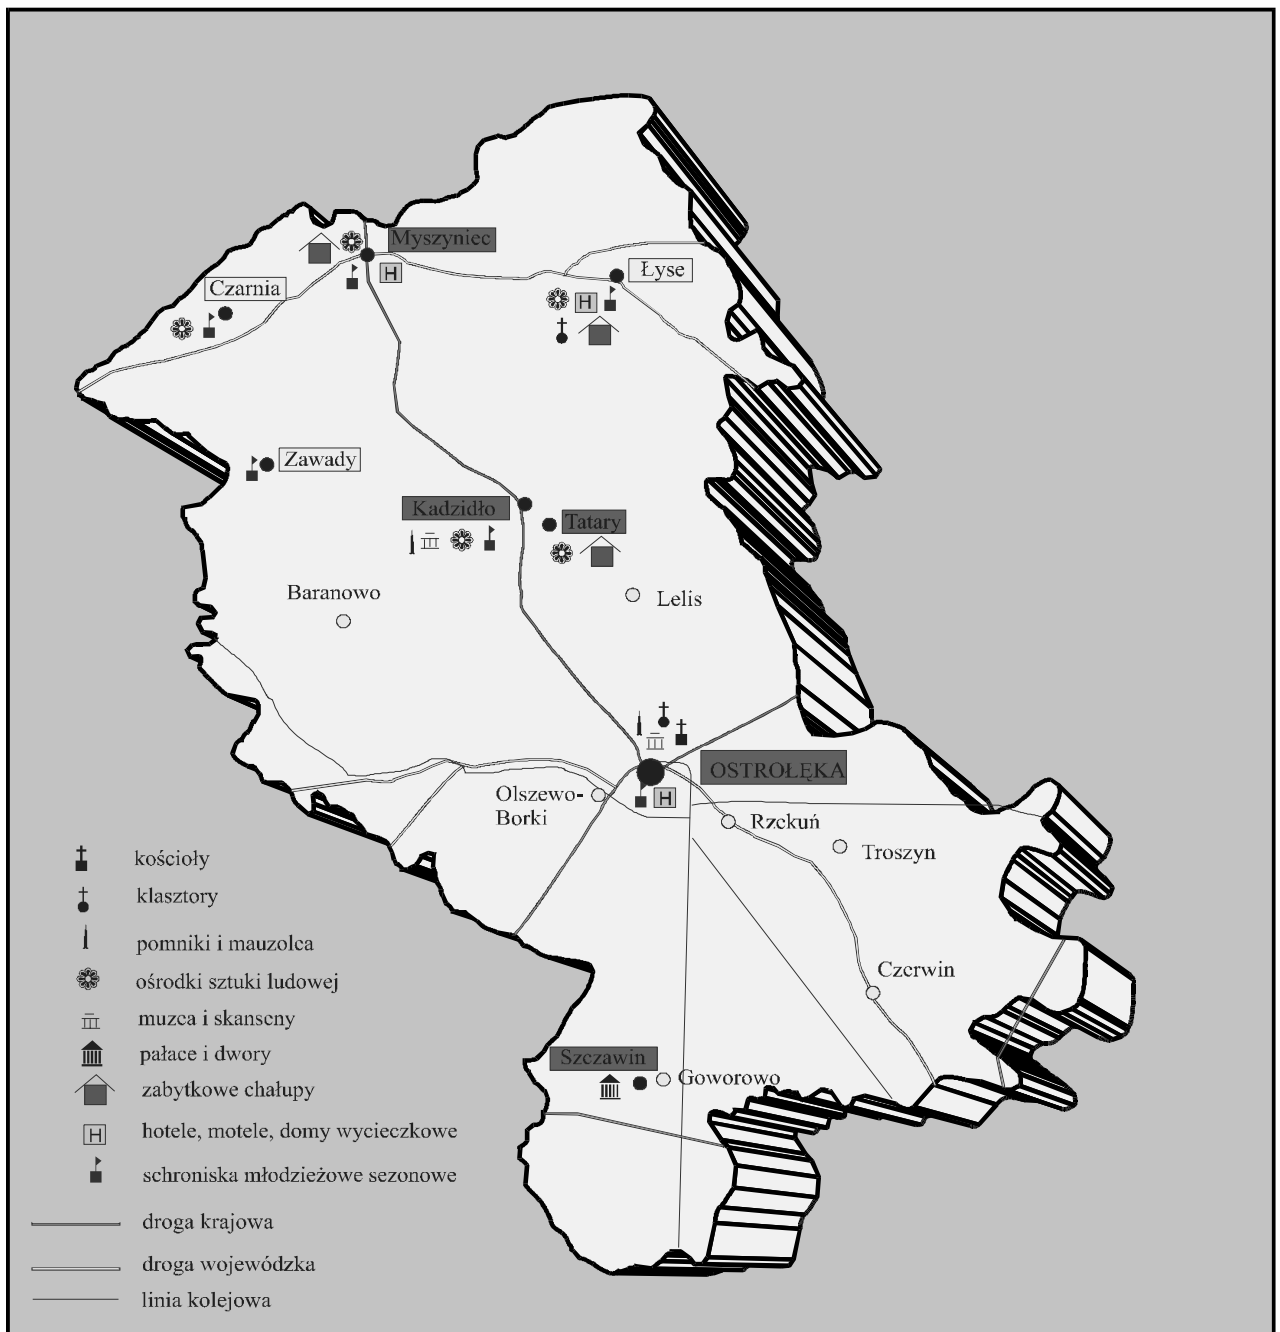 Myszyniec
H
Łyse
Czarnia
H
Zawady
Kadzidło
Tatary
Baranowo
Lelis
OSTROŁĘKA
Olszewo-
Borki
H
Rzekuń
Troszyn
Czerwin
Szczawin
Goworowo
kościoły
klasztory
pomniki i mauzolea
ośrodki sztuki ludowej
muzea i skanseny
pałace i dwory
zabytkowe chałupy
H hotele, motele, domy wycieczkowe
schroniska młodzieżowe sezonowe
droga krajowa
droga wojewódzka
linia kolejowa